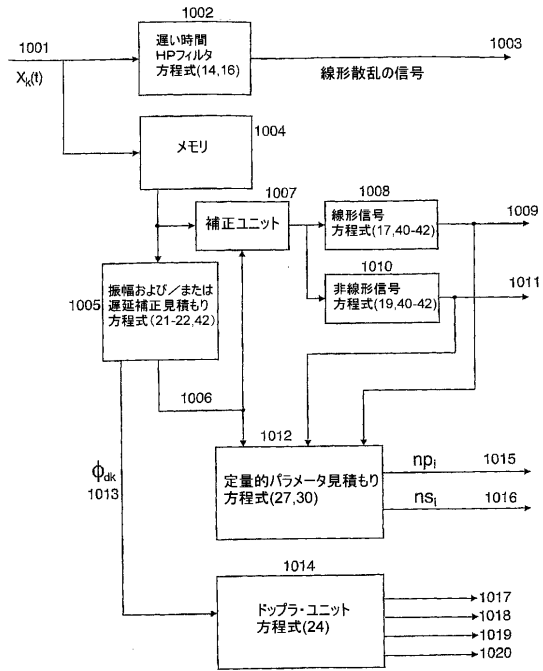 1002
1001
遅い時間
HPフィルタ
方程式(14,16)
1003
Xk(t)
線形散乱の信号
1004
メモリ
1007
補正ユニット
1008
線形信号
方程式(17,40-42)
1009
1010
非線形信号
方程式(19,40-42)
1011
1005
振幅および/または
遅延補正見積もり
方程式(21-22,42)
1006
1012
定量的パラメータ見積もり
方程式(27,30)
npi
1015
nsi
1016
ϕdk
1013
1014
ドップラ・ユニット
方程式(24)
1017
1018
1019
1020